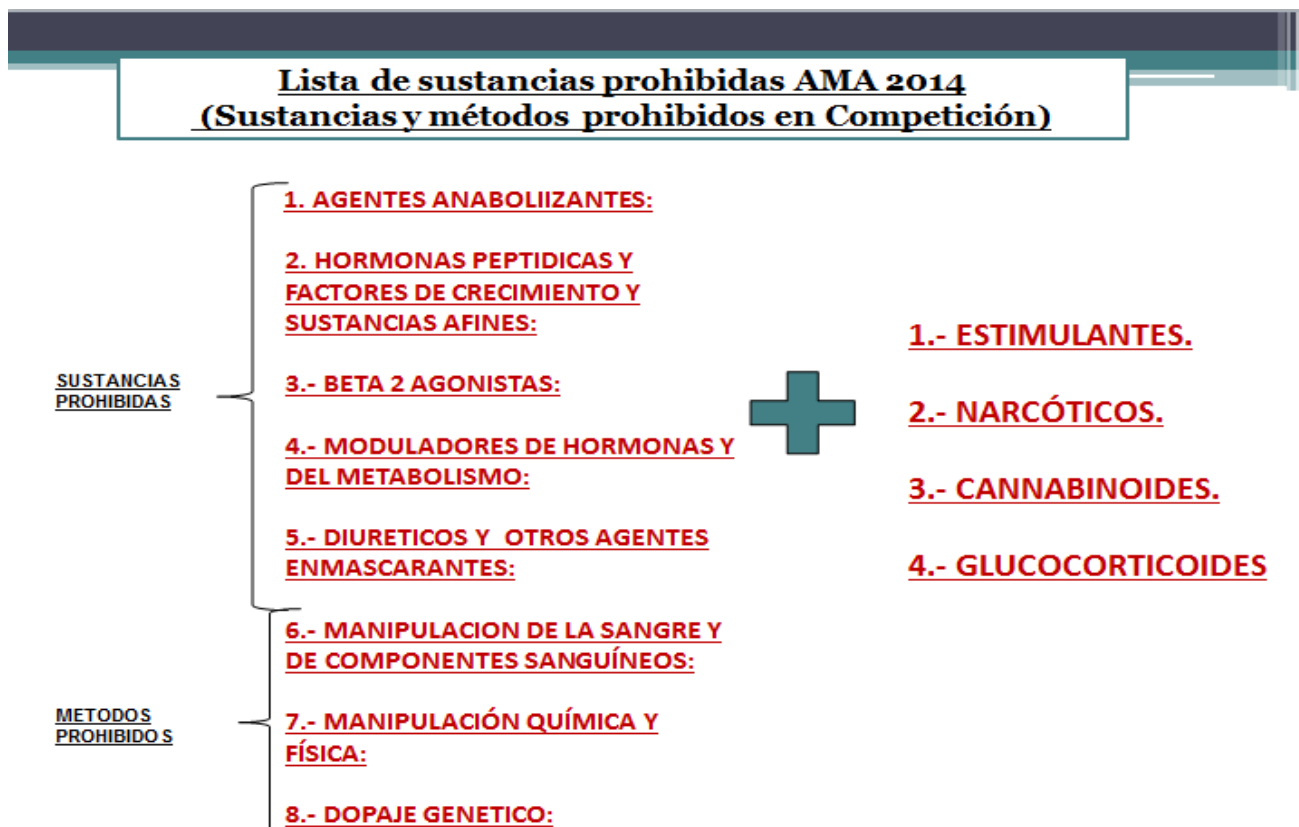 Lista de sustancias prohibidas AMA 2014
(Sustancias y métodos prohibidos en Competición)
SUSTANCIAS
PROHIBIDAS
1. AGENTES ANABOLIIZANTES:
2. HORMONAS PEPTIDICAS Y
FACTORES DE CRECIMIENTO Y
SUSTANCIAS AFINES:
3.- BETA 2 AGONISTAS:
4.- MODULADORES DE HORMONAS Y
DEL METABOLISMO:
5.- DIURETICOS Y OTROS AGENTES
ENMASCARANTES:
METODOS
PROHIBIDOS
6.- MANIPULACION DE LA SANGRE Y
DE COMPONENTES SANGUÍNEOS:
7.- MANIPULACIÓN QUÍMICA Y
FÍSICA:
8.- DOPAJE GENETICO:
1.- ESTIMULANTES.
2.- NARCÓTICOS.
3.- CANNABINOIDES.
4.- GLUCOCORTICOIDES